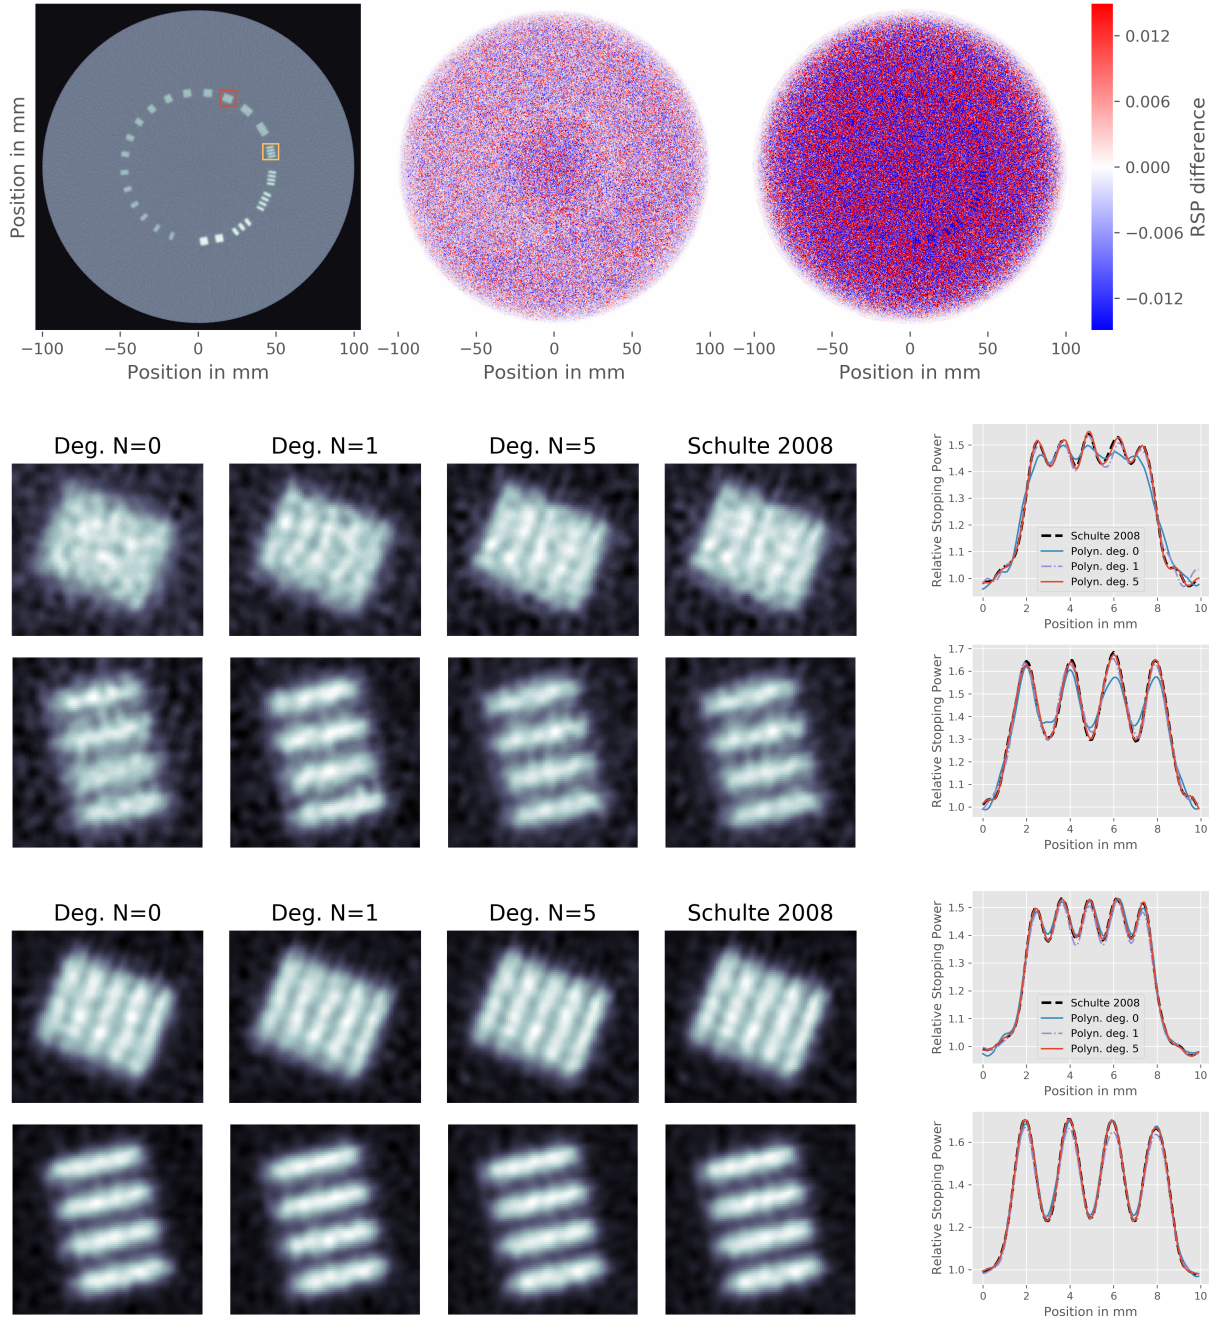 Position in mm
−100 −50 0 50 100
Position in mm
−100 −50 0 50 100
Position in mm
−100 −50 0 50 100
Position in mm
0.012
0.006
0.000
−0.006
−0.012
RSP difference
Deg. N=0 Deg. N=1 Deg. N=5 Schulte 2008
Relative Stopping Power
1.5
1.4
1.3
1.2
1.1
1.0
Schulte 2008
Polyn. deg. 0
Polyn. deg. 1
Polyn. deg. 5
0 2 4 6 8 10
Position in mm
Relative Stopping Power
1.7
1.6
1.5
1.4
1.3
1.2
1.1
1.0
0 2 4 6 8 10
Position in mm
Deg. N=0 Deg. N=1 Deg. N=5 Schulte 2008
Relative Stopping Power
1.5
1.4
1.3
1.2
1.1
1.0
Schulte 2008
Polyn. deg. 0
Polyn. deg. 1
Polyn. deg. 5
0 2 4 6 8 10
Position in mm
Relative Stopping Power
1.6
1.4
1.2
1.0
0 2 4 6 8 10
Position in mm